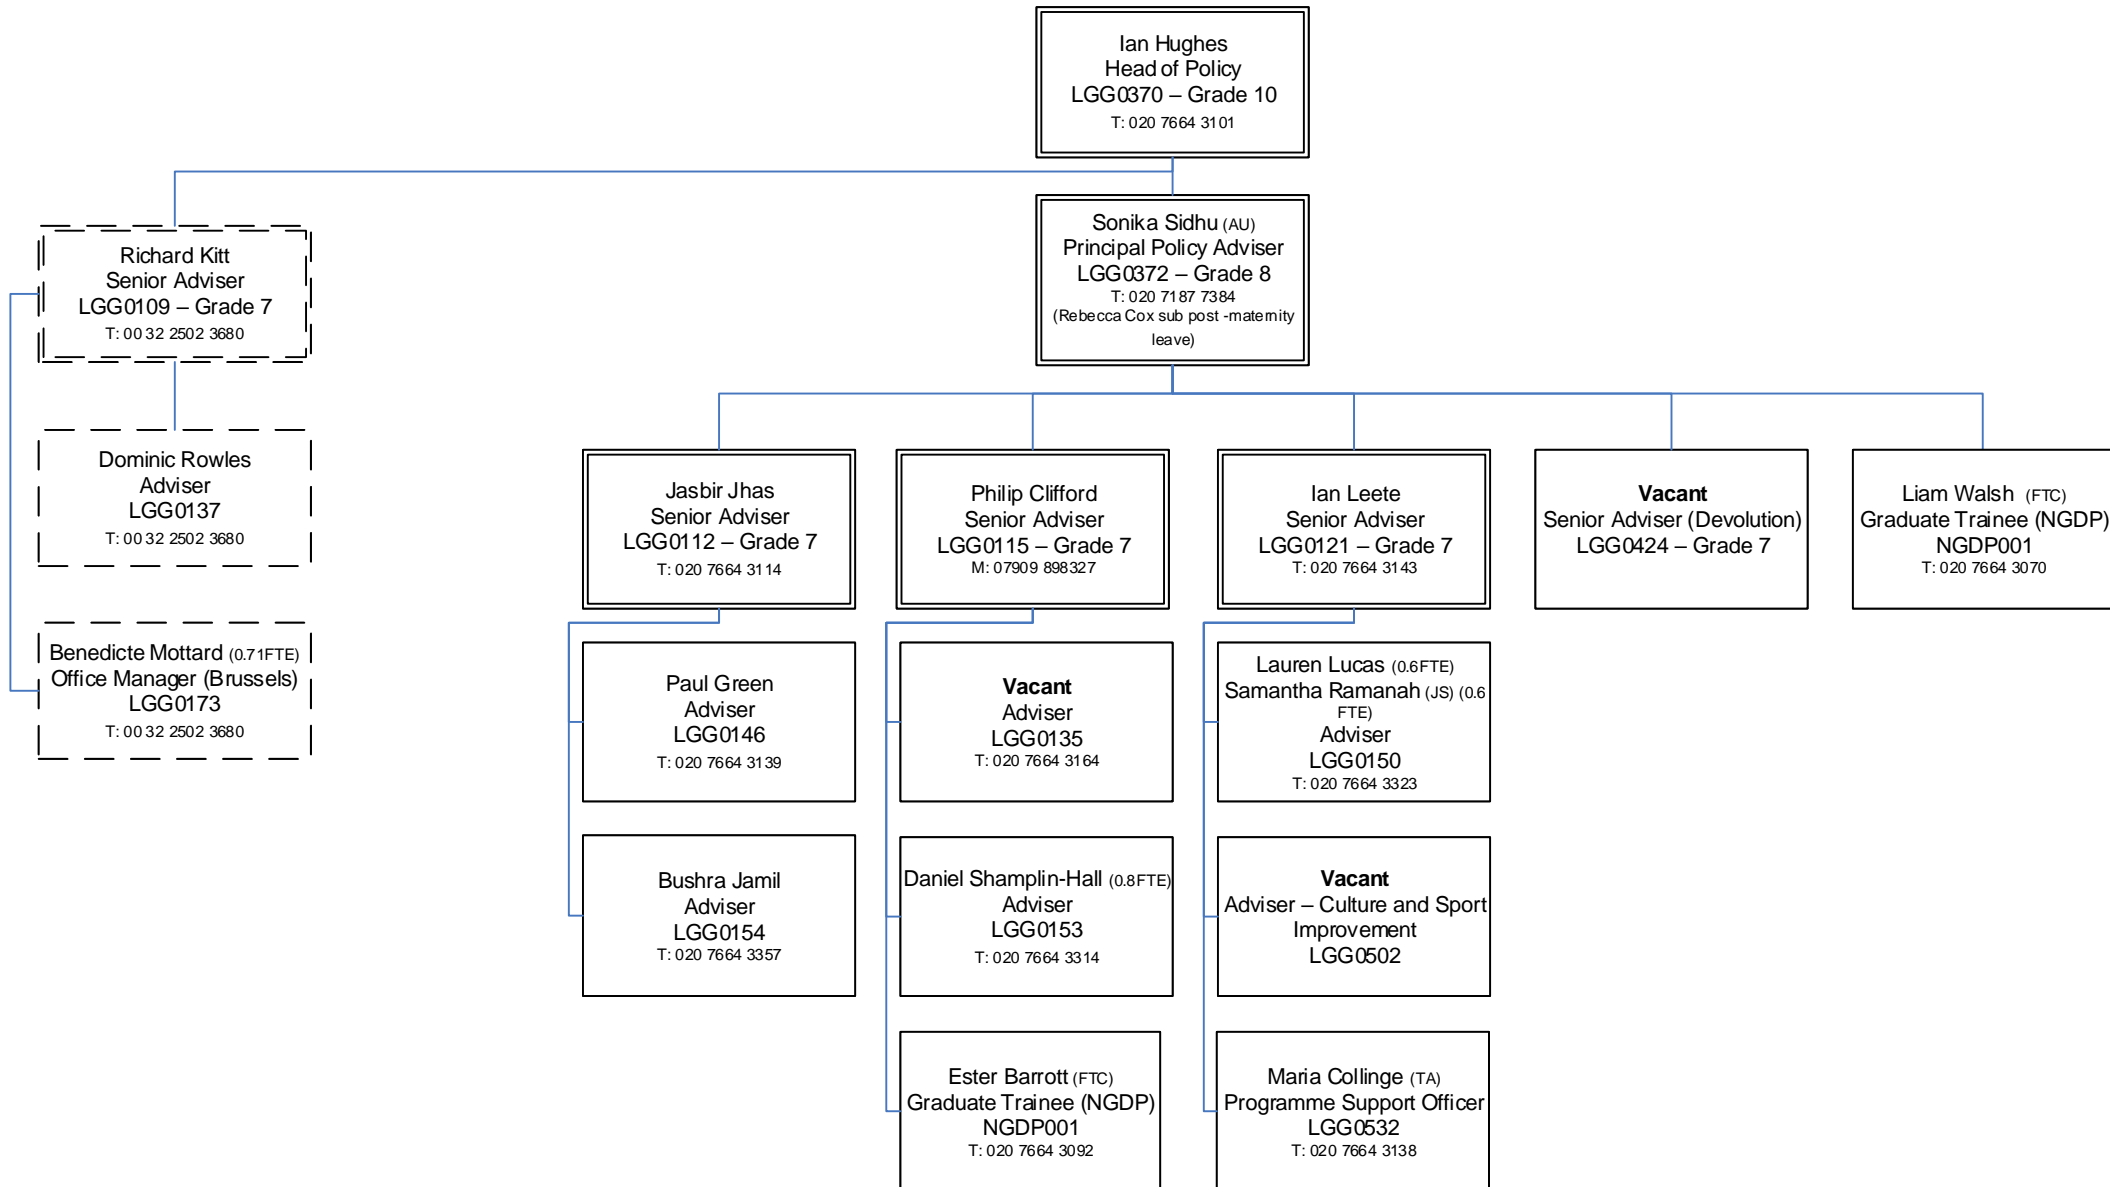 Ian Hughes
Head of Policy
LGG0370 – Grade 10
T: 020 7664 3101
Richard Kitt
Senior Adviser
LGG0109 – Grade 7
T: 00 32 2502 3680
Sonika Sidhu (AU)
Principal Policy Adviser
LGG0372 – Grade 8
T: 020 7187 7384
(Rebecca Cox sub post -maternity
leave)
Dominic Rowles
Adviser
LGG0137
T: 00 32 2502 3680
Benedicte Mottard (0.71FTE)
Office Manager (Brussels)
LGG0173
T: 00 32 2502 3680
Jasbir Jhas
Senior Adviser
LGG0112 – Grade 7
T: 020 7664 3114
Philip Clifford
Senior Adviser
LGG0115 – Grade 7
M: 07909 898327
Ian Leete
Senior Adviser
LGG0121 – Grade 7
T: 020 7664 3143
Vacant
Senior Adviser (Devolution)
LGG0424 – Grade 7
Liam Walsh (FTC)
Graduate Trainee (NGDP)
NGDP001
T: 020 7664 3070
Paul Green
Adviser
LGG0146
T: 020 7664 3139
Vacant
Adviser
LGG0135
T: 020 7664 3164
Lauren Lucas (0.6FTE)
Samantha Ramanah (JS) (0.6
FTE)
Adviser
LGG0150
T: 020 7664 3323
Bushra Jamil
Adviser
LGG0154
T: 020 7664 3357
Daniel Shamplin-Hall (0.8FTE)
Adviser
LGG0153
T: 020 7664 3314
Vacant
Adviser – Culture and Sport
Improvement
LGG0502
Ester Barrott (FTC)
Graduate Trainee (NGDP)
NGDP001
T: 020 7664 3092
Maria Collinge (TA)
Programme Support Officer
LGG0532
T: 020 7664 3138